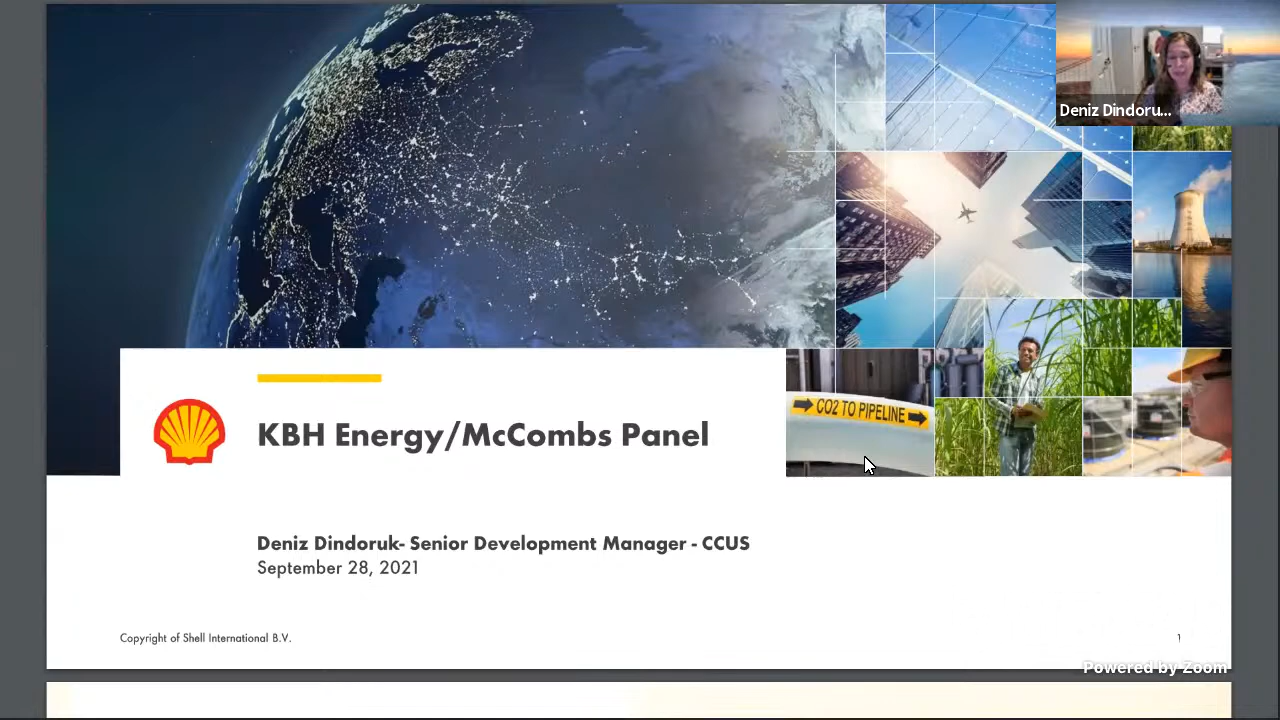 Deniz Dindoru...
CO2 TO PIPELINE
KBH Energy/McCombs Panel
Deniz Dindoruk- Senior Development Manager - CCUS
September 28, 2021
Copyright of Shell International B.V.
1
Powered by Zoom